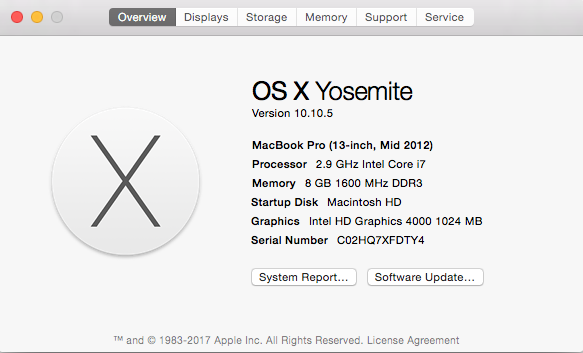 Overview Displays Storage Memory Support Service
OS X Yosemite
Version 10.10.5
MacBook Pro (13-inch, Mid 2012)
Processor 2.9 GHz Intel Core i7
Memory 8 GB 1600 MHz DDR3
Startup Disk Macintosh HD
Graphics Intel HD Graphics 4000 1024 MB
Serial Number C02HQ7XFDTY4
System Report... Software Update...
™ and © 1983-2017 Apple Inc. All Rights Reserved. License Agreement